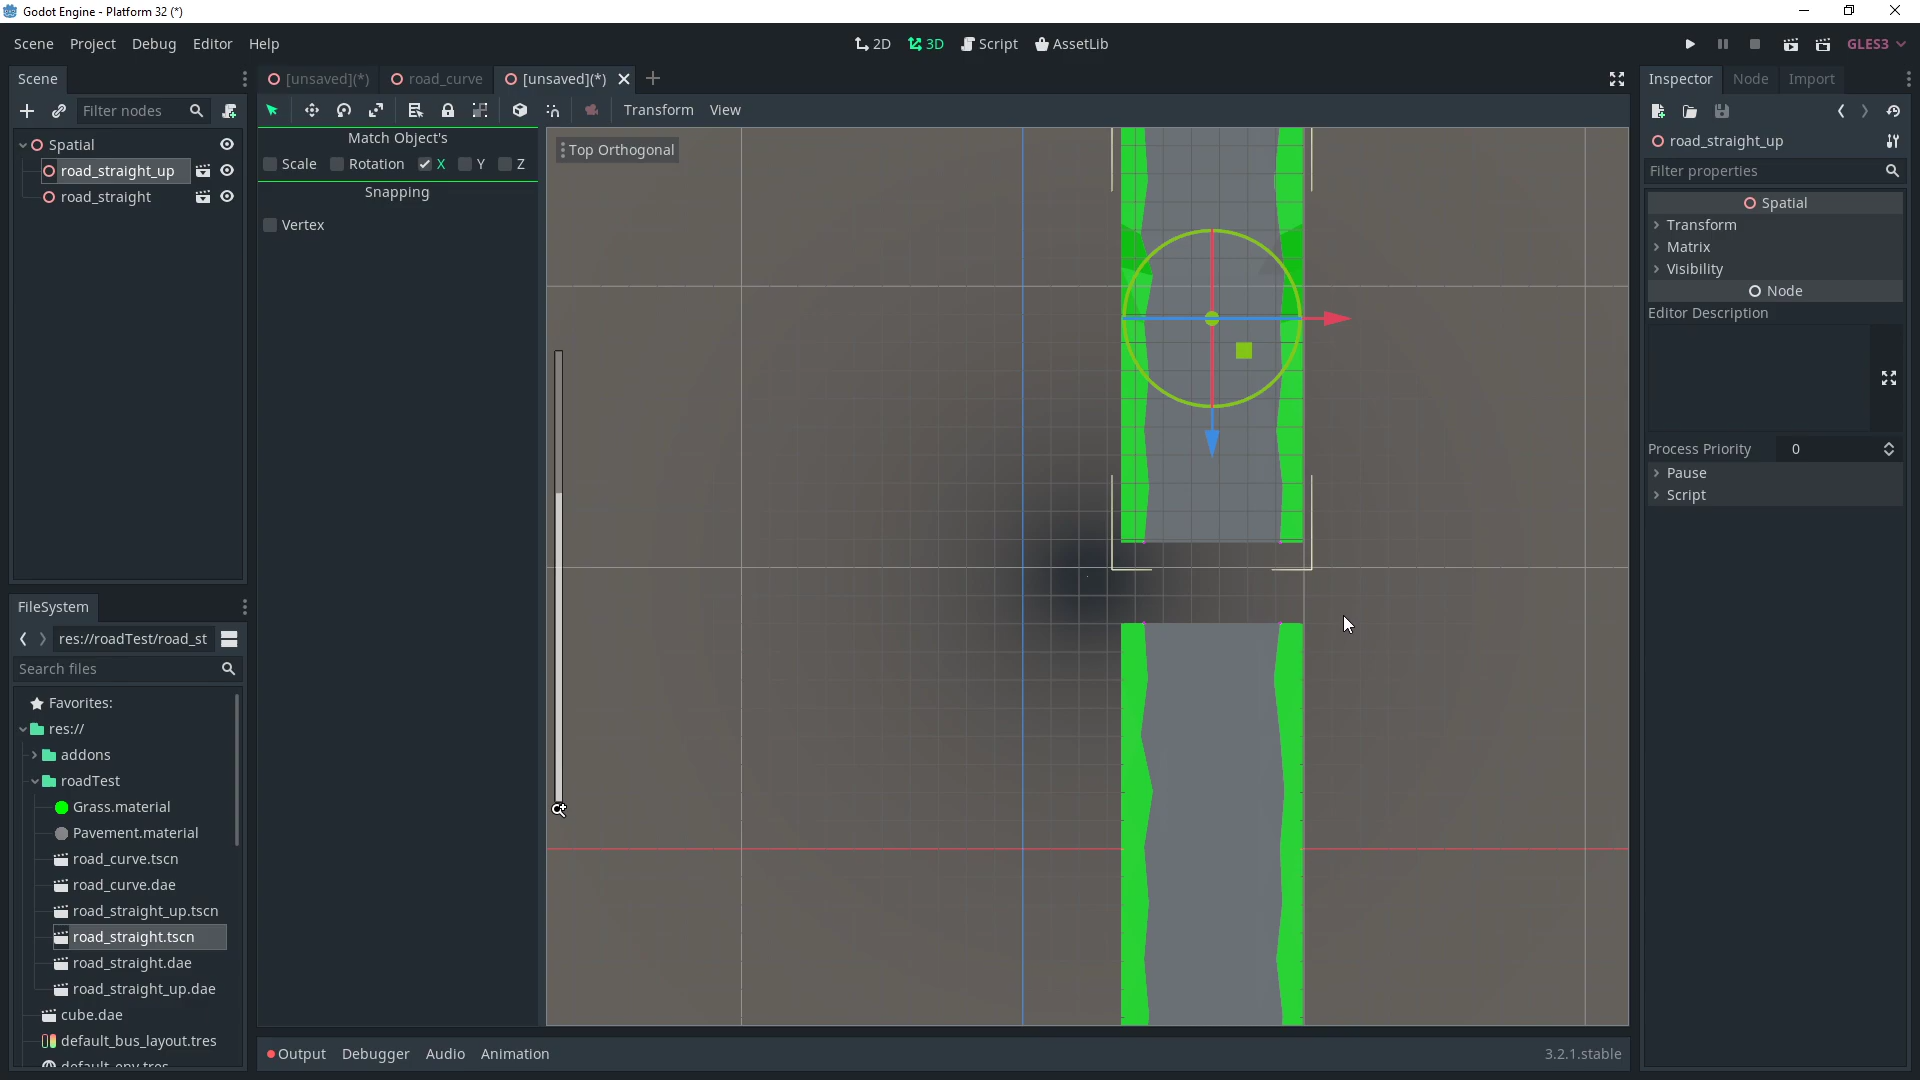 Godot Engine - Platform 32 (*)
Scene Project Debug Editor Help
2D 3D Script AssetLib
GLES3
Scene
[unsaved](*) road_curve [unsaved](*)
Inspector Node Import
Filter nodes
Transform View
Spatial
road_straight_up
road_straight
Match Object's
Scale Rotation X Y Z
Snapping
Vertex
Top Orthogonal
road_straight_up
Filter properties
Spatial
Transform
Matrix
Visibility
Node
Editor Description
Process Priority 0
Pause
Script
FileSystem
res://roadTest/road_st
Search files
Favorites:
res://
addons
roadTest
Grass.material
Pavement.material
road_curve.tscn
road_curve.dae
road_straight_up.tscn
road_straight.tscn
road_straight.dae
road_straight_up.dae
cube.dae
default_bus_layout.tres
default_env.tres
Output Debugger Audio Animation
3.2.1.stable